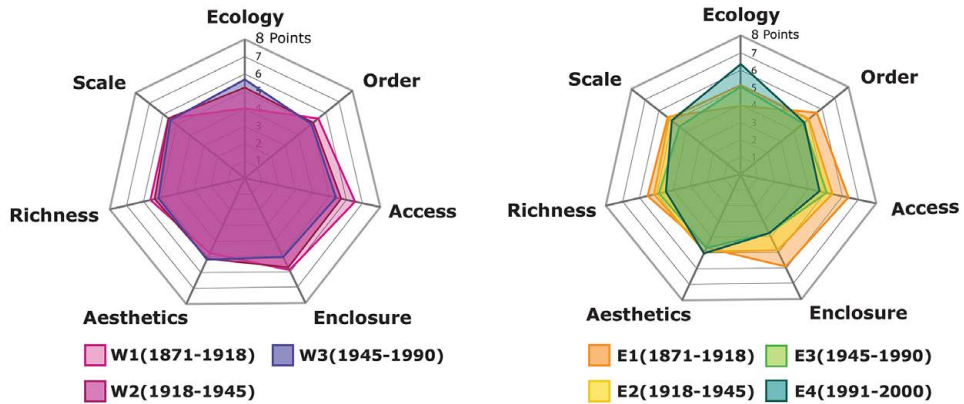 Ecology
8 Points
7
6
5
4
3
2
1
Scale
Order
Richness
Access
Aesthetics
Enclosure
W1(1871-1918)
W3(1945-1990)
W2(1918-1945)
Ecology
8 Points
7
6
5
4
3
2
1
Scale
Order
Richness
Access
Aesthetics
Enclosure
E1(1871-1918)
E3(1945-1990)
E2(1918-1945)
E4(1991-2000)